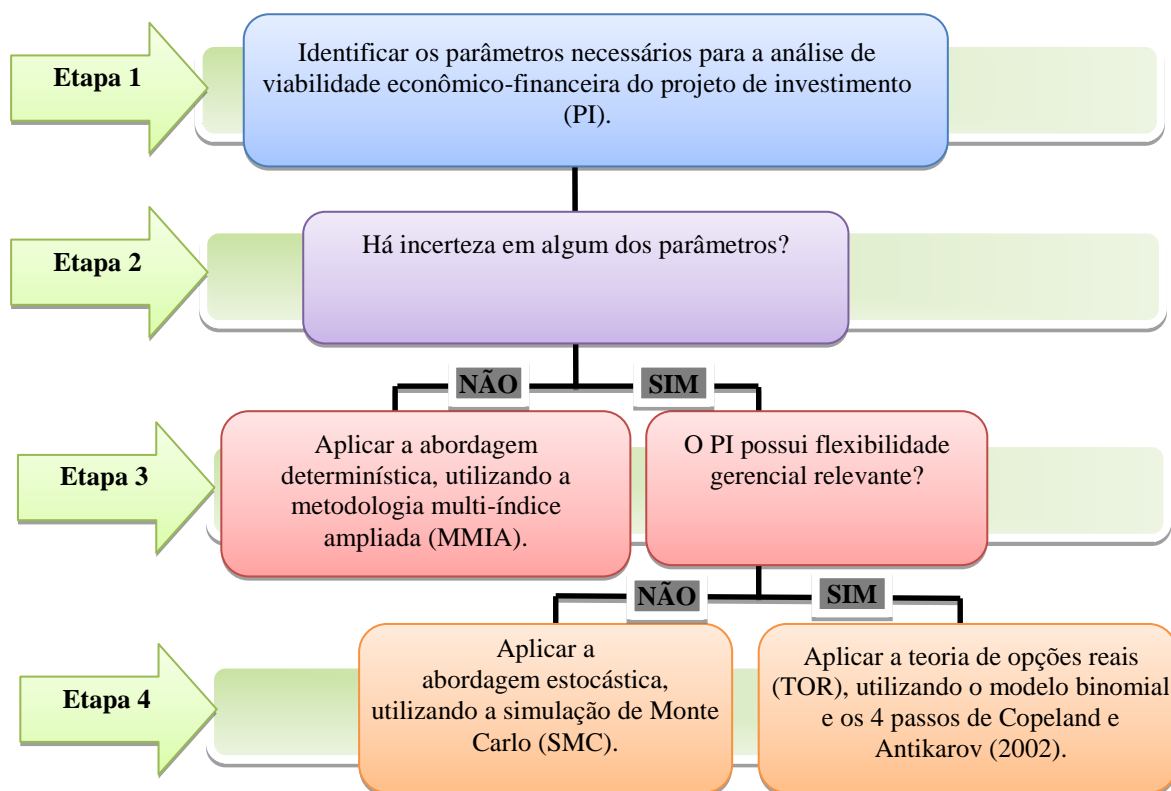 Etapa 1
Identificar os parâmetros necessários para a análise de
viabilidade econômico-financeira do projeto de investimento
(PI).
Etapa 2
Há incerteza em algum dos parâmetros?
NÃO
SIM
Etapa 3
Aplicar a abordagem
determinística, utilizando a
metodologia multi-índice
ampliada (MMIA).
O PI possui flexibilidade
gerencial relevante?
NÃO
SIM
Etapa 4
Aplicar a
abordagem estocástica,
utilizando a simulação de Monte
Carlo (SMC).
Aplicar a teoria de opções reais
(TOR), utilizando o modelo binomial
e os 4 passos de Copeland e
Antikarov (2002).